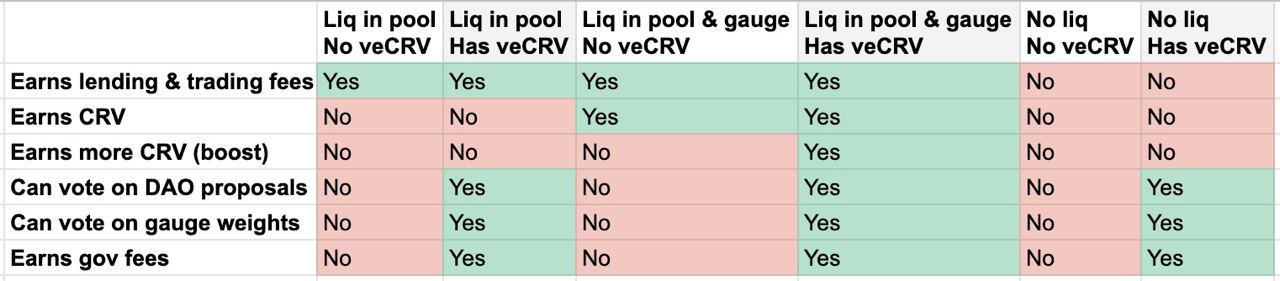 Liq in pool Liq in pool Liq in pool & gauge Liq in pool & gauge No liq No liq
No veCRV Has veCRV No veCRV Has veCRV No veCRV Has veCRV
Earns lending & trading fees Yes Yes Yes Yes No No
Earns CRV No No Yes Yes No No
Earns more CRV (boost) No No No Yes No No
Can vote on DAO proposals No Yes No Yes No Yes
Can vote on gauge weights No Yes No Yes No Yes
Earns gov fees No Yes No Yes No Yes